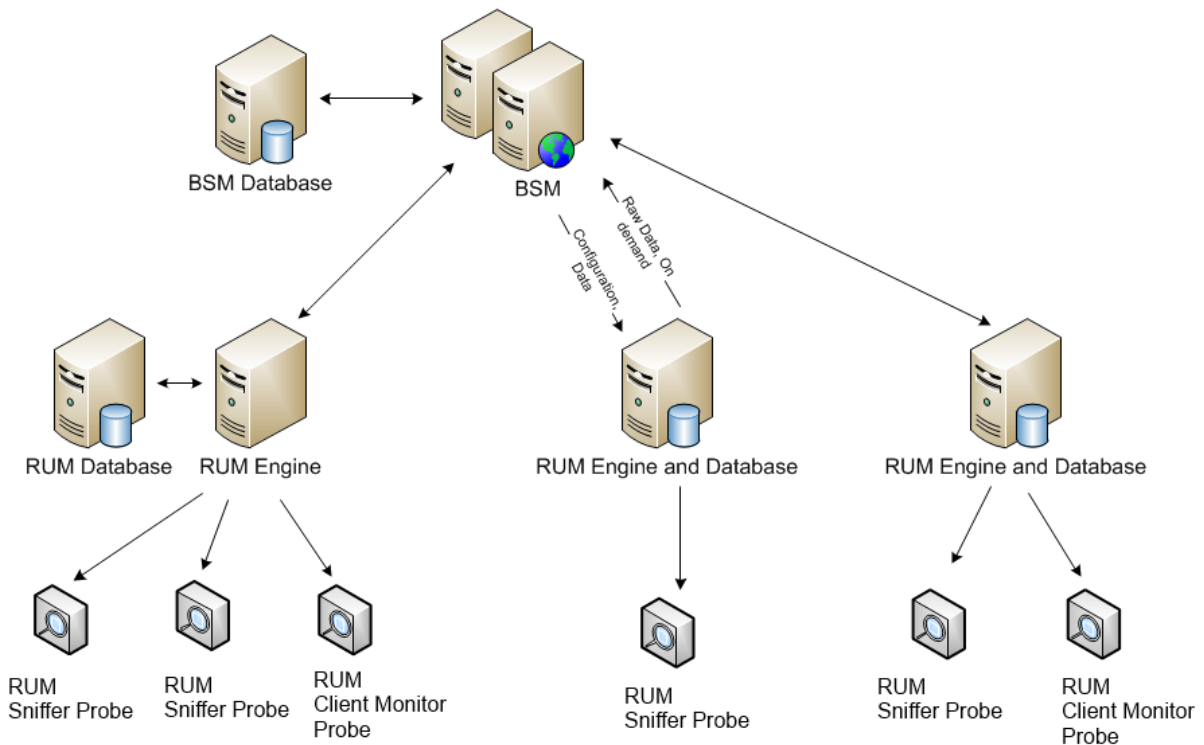 BSM Database
BSM
Configuration,
Data
Raw Data, On
demand
RUM Database
RUM Engine
RUM Engine and Database
RUM Engine and Database
RUM
Sniffer Probe
RUM
Sniffer Probe
RUM
Client Monitor
Probe
RUM
Sniffer Probe
RUM
Sniffer Probe
RUM
Client Monitor
Probe